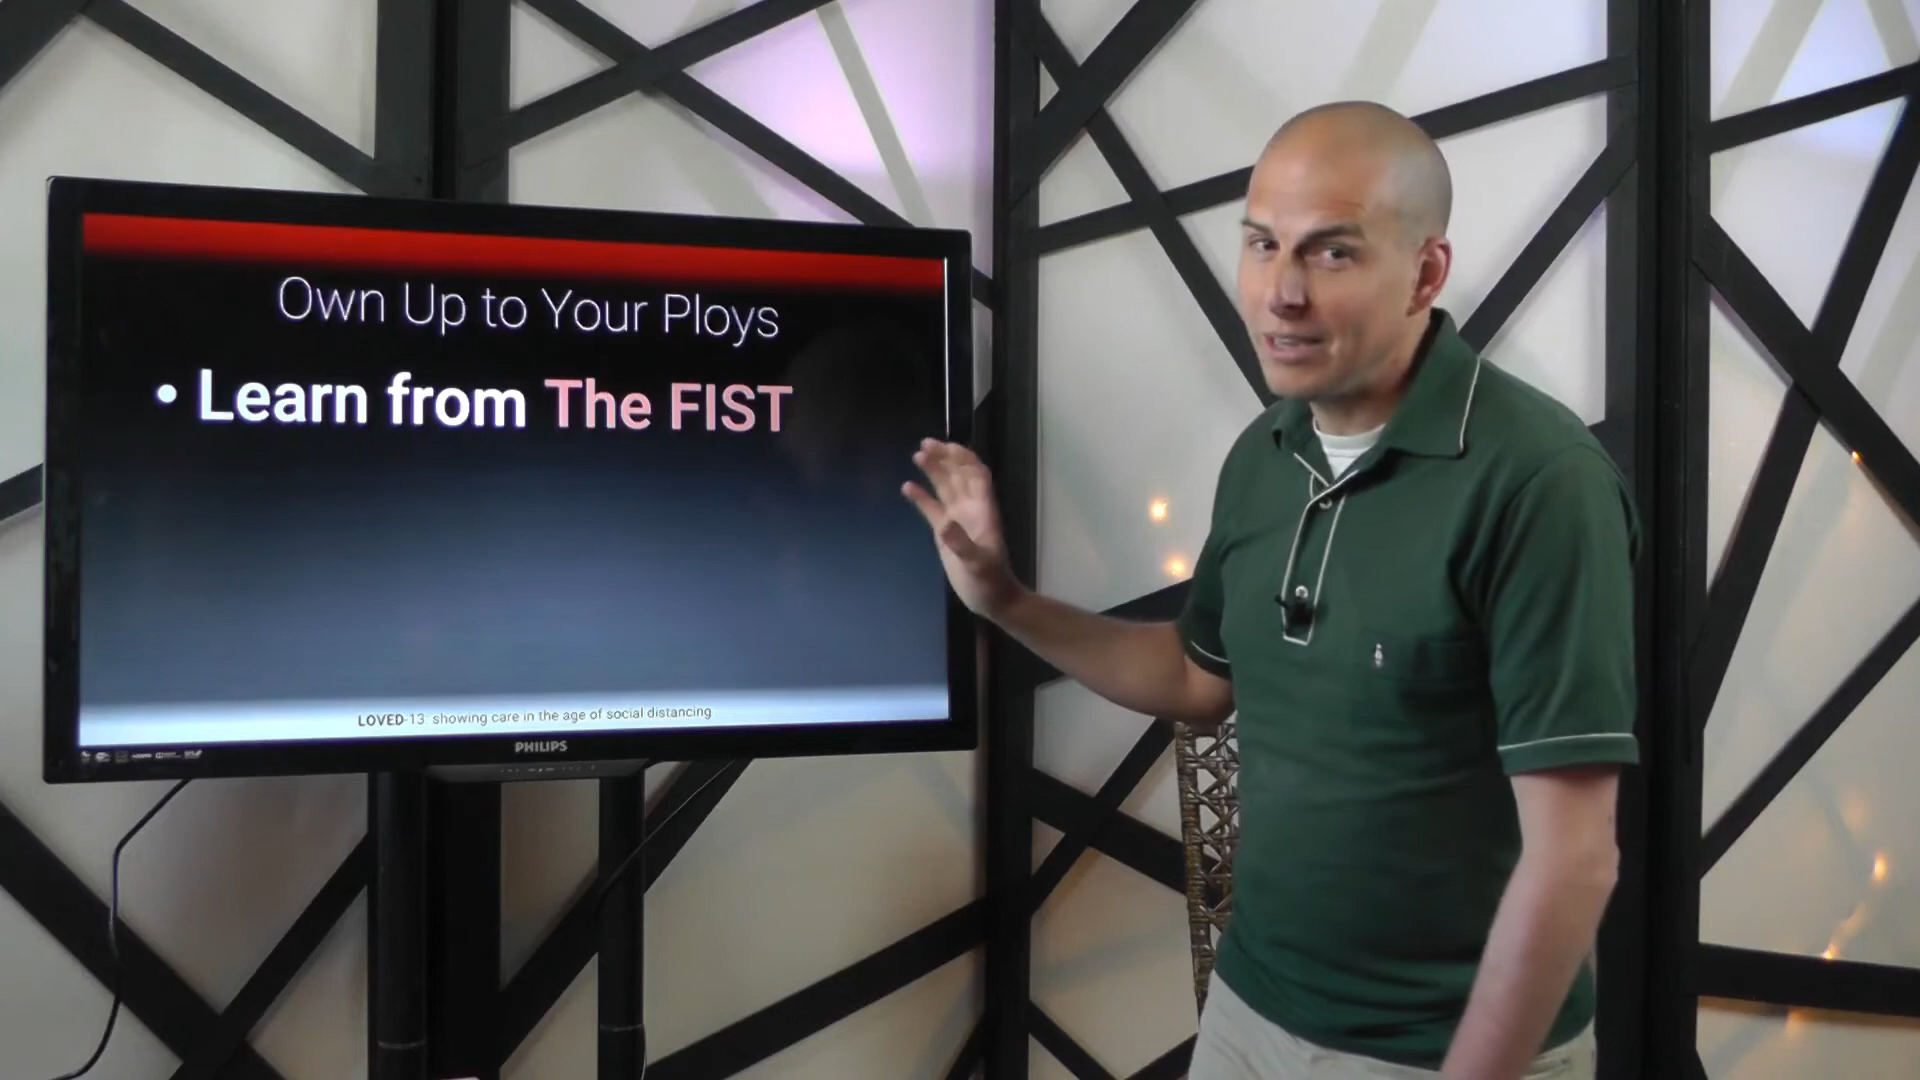 Own Up to Your Ploys
• Learn from The FIST
LOVED-13: showing care in the age of social distancing
PHILIPS